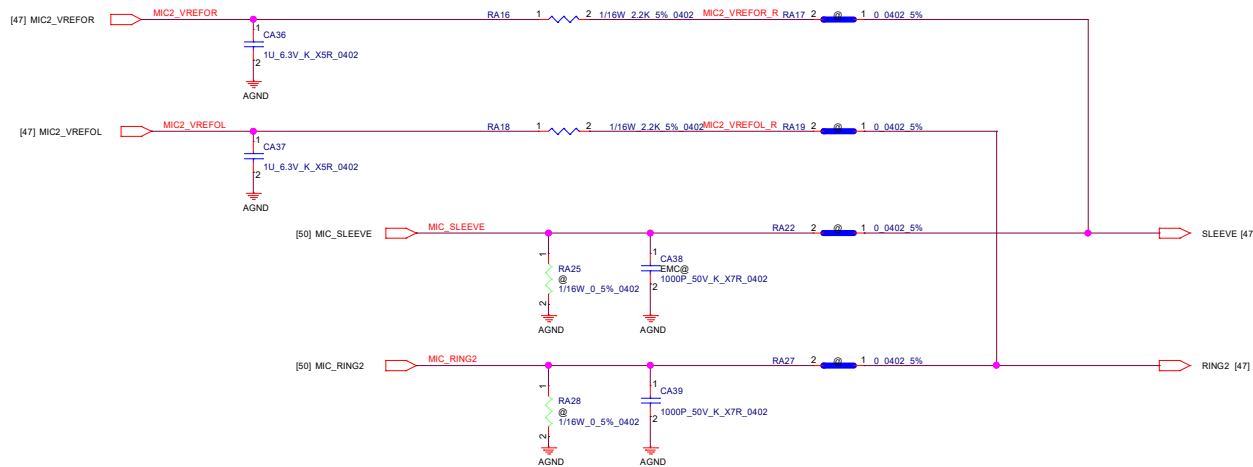 [47] MIC2_VREFOR MIC2_VREFOR RA16 1 2 1/16W_2.2K_5%_0402 MIC2_VREFOR_R RA17 2 @ 1 0_0402_5%
1
CA36
1U_6.3V_K_X5R_0402
2
AGND
[47] MIC2_VREFOL MIC2_VREFOL RA18 1 2 1/16W_2.2K_5%_0402 MIC2_VREFOL_R RA19 2 @ 1 0_0402_5%
1
CA37
1U_6.3V_K_X5R_0402
2
AGND
[50] MIC_SLEEVE MIC_SLEEVE RA22 2 @ 1 0_0402_5% SLEEVE [47
1 1
RA25 CA38
@ EMC@
1/16W_0_5%_0402 1000P_50V_K_X7R_0402
2 2
AGND AGND
[50] MIC_RING2 MIC_RING2 RA27 2 @ 1 0_0402_5% RING2 [47]
1 1
RA28 CA39
@
1/16W_0_5%_0402 1000P_50V_K_X7R_0402
2 2
AGND AGND